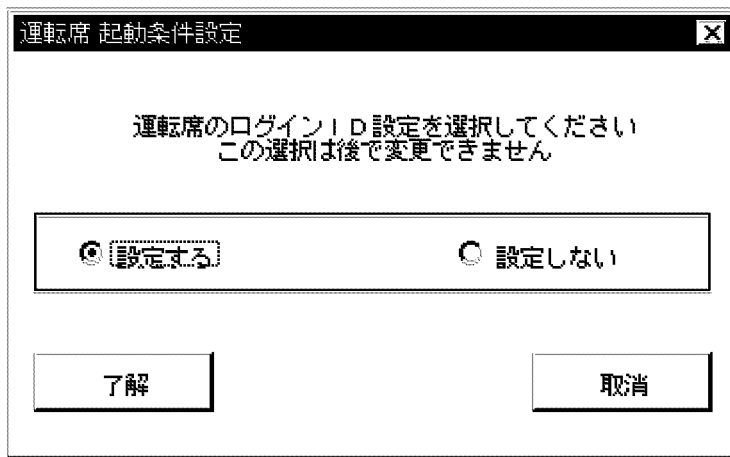 運転席 起動条件設定
運転席のログインID設定を選択してください
この選択は後で変更できません
設定する 設定しない
了解 取消